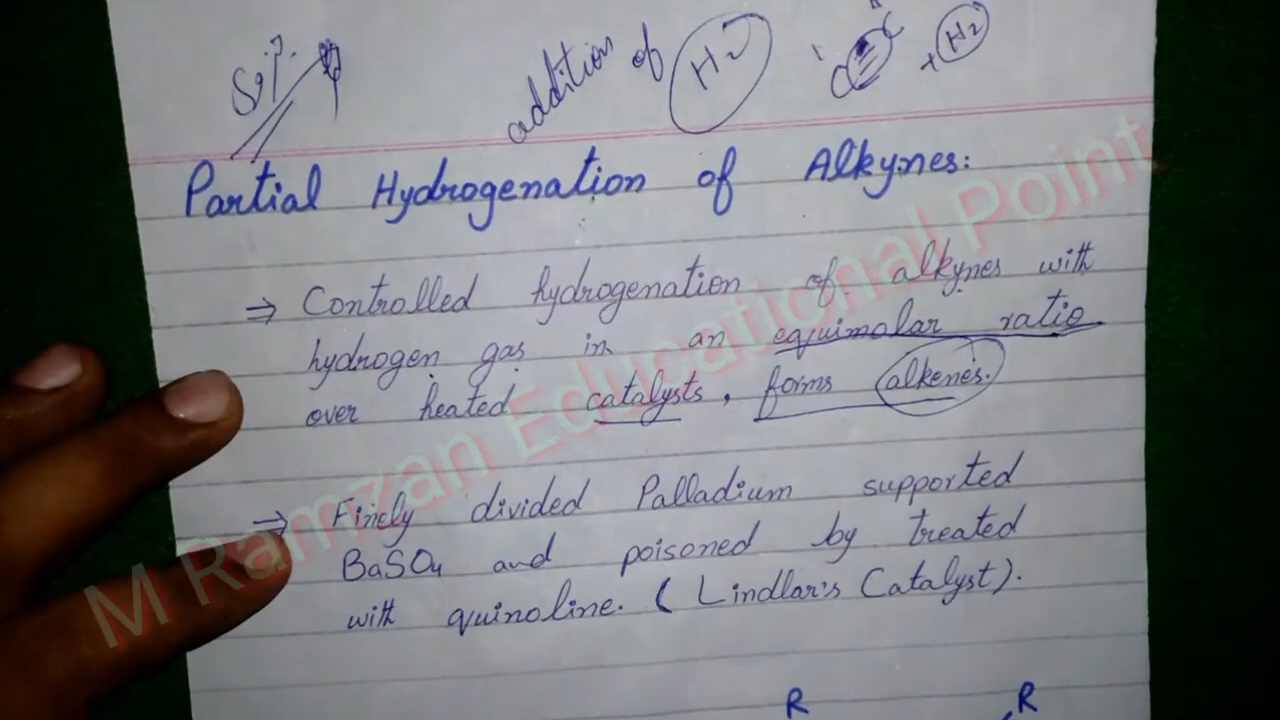 addition of H2
C≡C + H2
Partial Hydrogenation of Alkynes:
⇒ Controlled hydrogenation of alkynes with
hydrogen gas in an equimolar ratio
over heated catalysts, forms alkenes.
⇒ Finely divided Palladium supported
BaSO4 and poisoned by treated
with quinoline. ( Lindlar's Catalyst).
R R
M Ramzan Educational Point